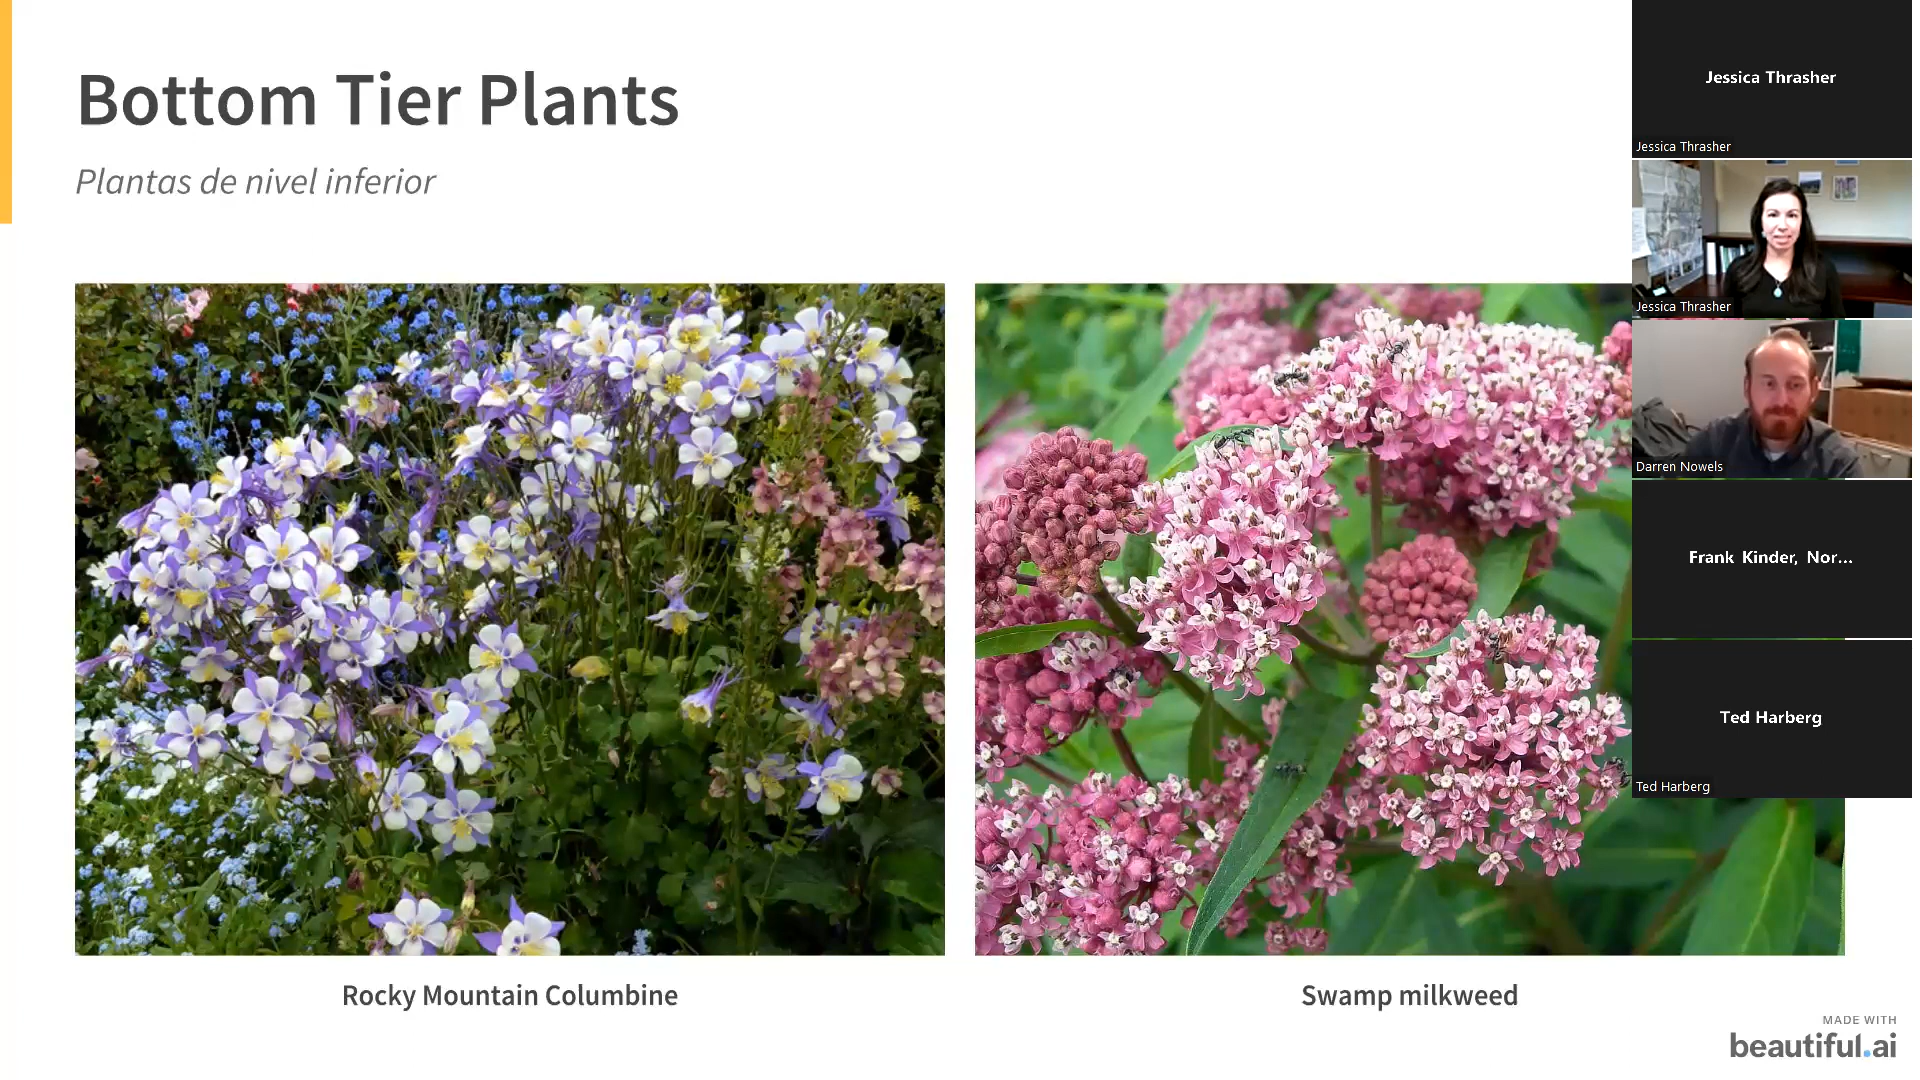 Bottom Tier Plants
Plantas de nivel inferior
Rocky Mountain Columbine
Swamp milkweed
MADE WITH
beautiful.ai
Jessica Thrasher
Jessica Thrasher
Jessica Thrasher
Darren Nowels
Frank Kinder, Nor...
Ted Harberg
Ted Harberg